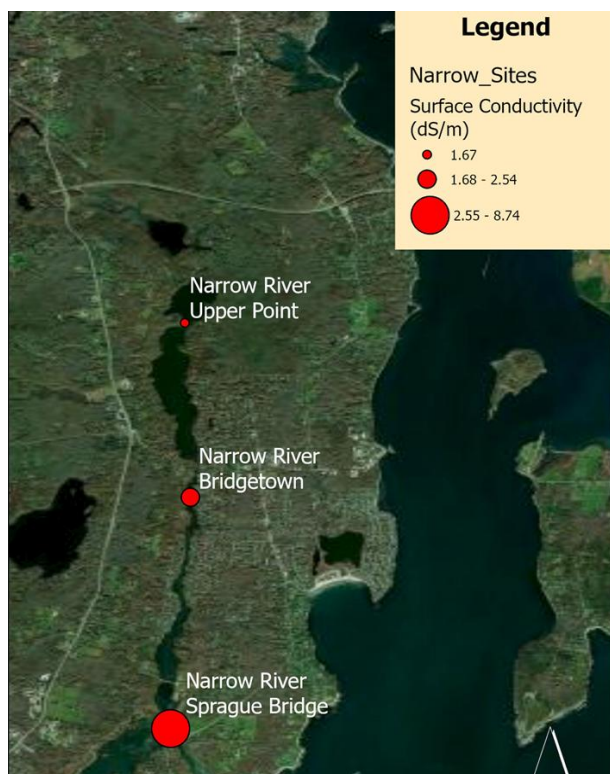 Legend
Narrow_Sites
Surface Conductivity
(dS/m)
1.67
1.68 - 2.54
2.55 - 8.74
Narrow River
Upper Point
Narrow River
Bridgetown
Narrow River
Sprague Bridge